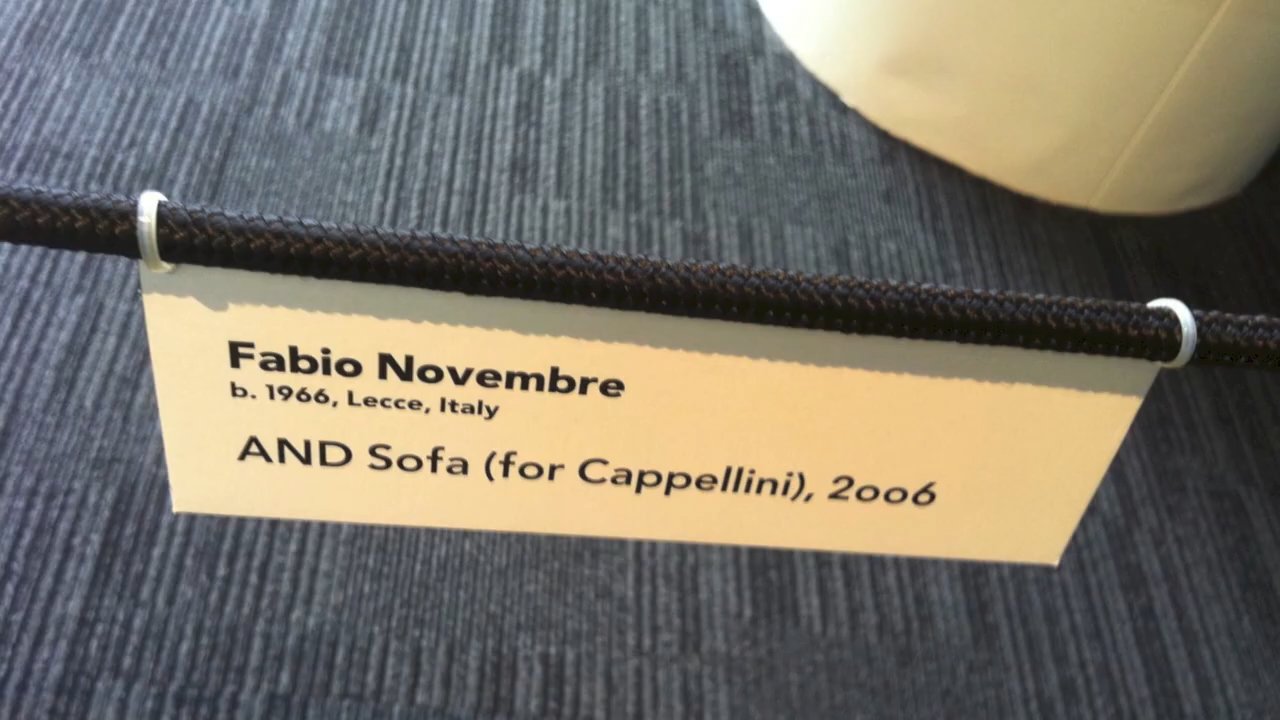 Fabio Novembre
b. 1966, Lecce, Italy
AND Sofa (for Cappellini), 2006